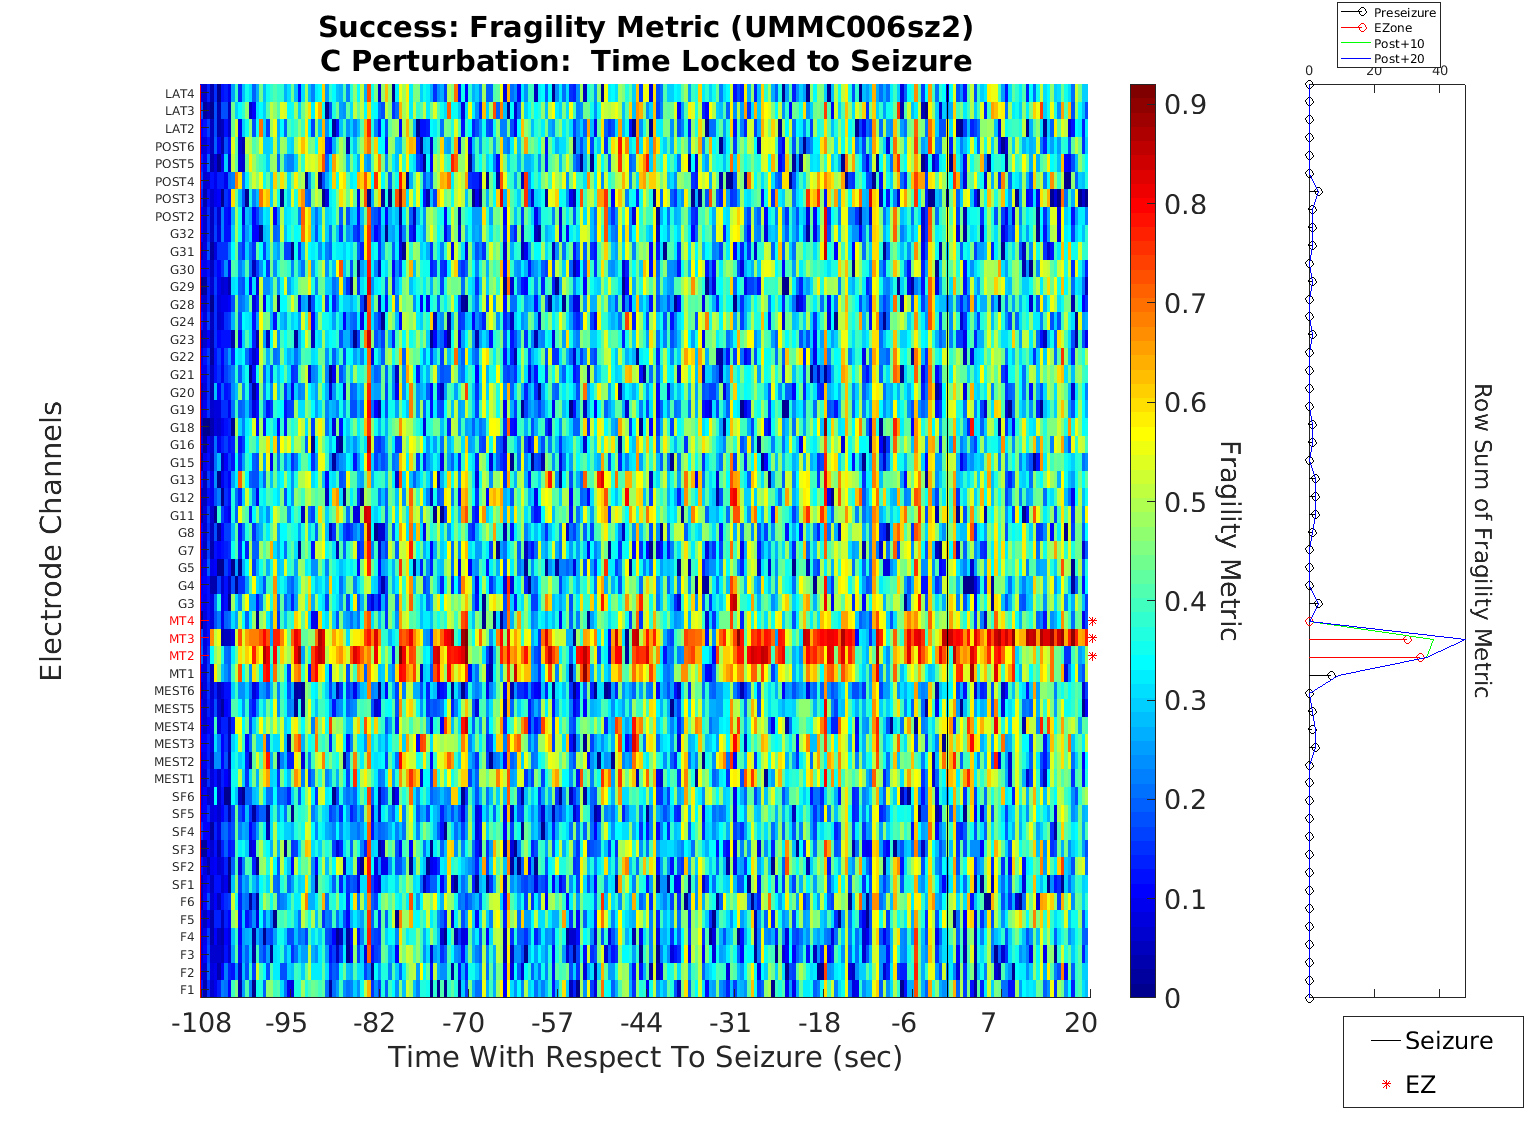 Success: Fragility Metric (UMMC006sz2)
C Perturbation:  Time Locked to Seizure
Electrode Channels
LAT4
LAT3
LAT2
POST6
POST5
POST4
POST3
POST2
G32
G31
G30
G29
G28
G24
G23
G22
G21
G20
G19
G18
G16
G15
G13
G12
G11
G8
G7
G5
G4
G3
MT4
MT3
MT2
MT1
MEST6
MEST5
MEST4
MEST3
MEST2
MEST1
SF6
SF5
SF4
SF3
SF2
SF1
F6
F5
F4
F3
F2
F1
-108 -95 -82 -70 -57 -44 -31 -18 -6 7 20
Time With Respect To Seizure (sec)
0.9
0.8
0.7
0.6
0.5
0.4
0.3
0.2
0.1
0
Fragility Metric
Preseizure
EZone
Post+10
Post+20
0 20 40
Row Sum of Fragility Metric
Seizure
EZ